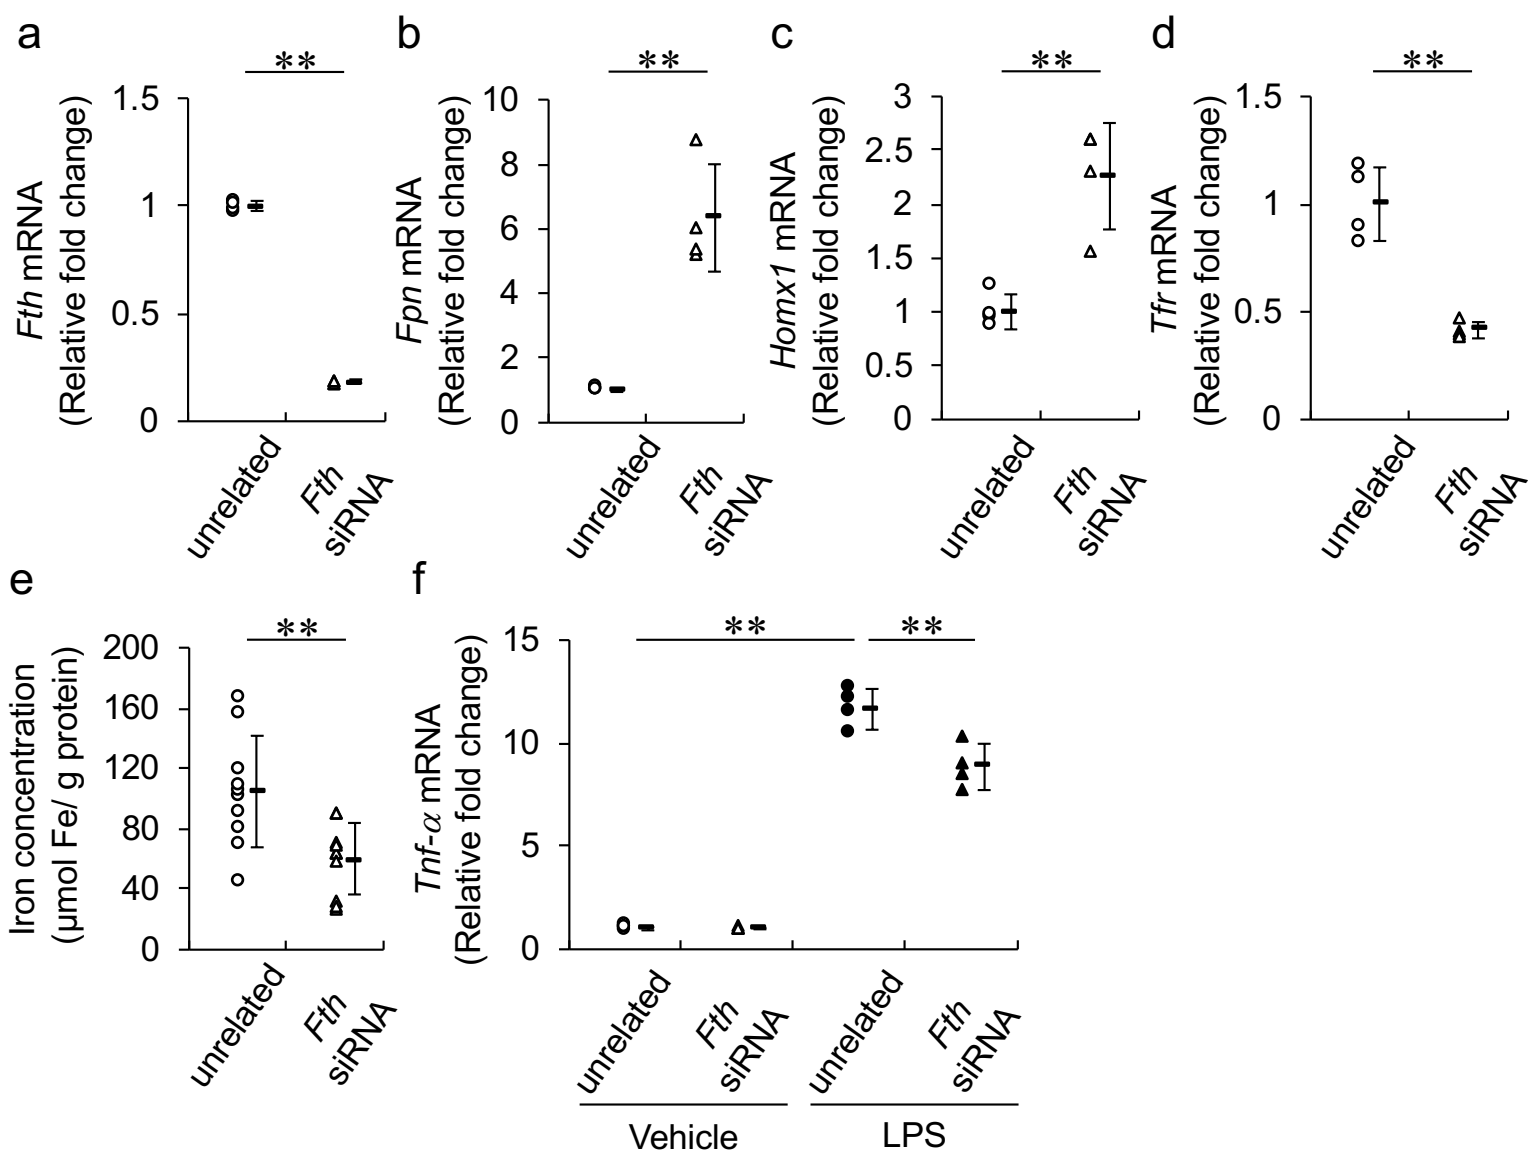 a
**
Fth mRNA
(Relative fold change)
1.5
1
0.5
0
unrelated
Fth
siRNA
b
**
Fpn mRNA
(Relative fold change)
10
8
6
4
2
0
unrelated
Fth
siRNA
c
**
Homx1 mRNA
(Relative fold change)
3
2.5
2
1.5
1
0.5
0
unrelated
Fth
siRNA
d
**
Tfr mRNA
(Relative fold change)
1.5
1
0.5
0
unrelated
Fth
siRNA
e
**
Iron concentration
(μmol Fe/ g protein)
200
160
120
80
40
0
unrelated
Fth
siRNA
f
**
**
Tnf-α mRNA
(Relative fold change)
15
10
5
0
unrelated
Fth
siRNA
unrelated
Fth
siRNA
Vehicle
LPS